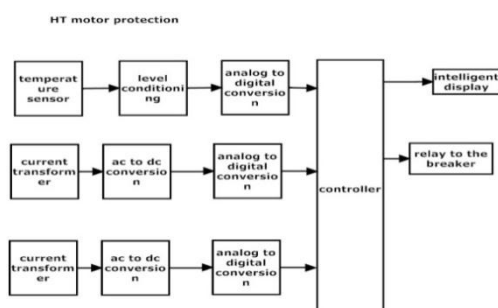 HT motor protection
temperat
ure
sensor
level
conditioni
ng
analog to
digital
conversio
n
intelligent
display
current
transform
er
ac to dc
conversio
n
analog to
digital
conversio
n
controller
relay to the
breaker
current
transform
er
ac to dc
conversio
n
analog to
digital
conversio
n